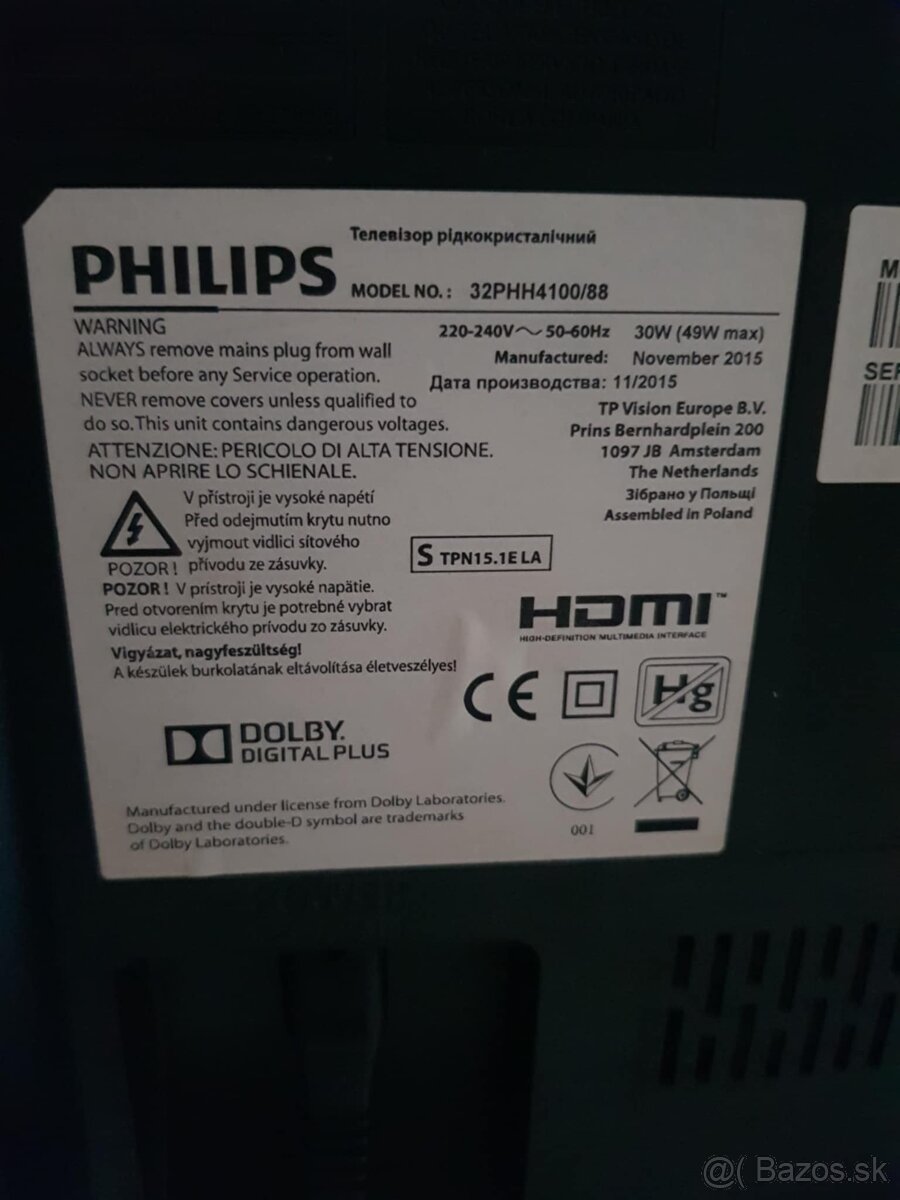 Телевізор рідкокристалічний
PHILIPS
MODEL NO.: 32PHH4100/88
WARNING
ALWAYS remove mains plug from wall
socket before any Service operation.
NEVER remove covers unless qualified to
do so.This unit contains dangerous voltages.
ATTENZIONE: PERICOLO DI ALTA TENSIONE.
NON APRIRE LO SCHIENALE.
220-240V~ 50-60Hz 30W (49W max)
Manufactured: November 2015
Дата производства: 11/2015
TP Vision Europe B.V.
Prins Bernhardplein 200
1097 JB Amsterdam
The Netherlands
Зібрано у Польщі
Assembled in Poland
V přístroji je vysoké napětí
Před odejmutím krytu nutno
vyjmout vidlici síťového
POZOR! přívodu ze zásuvky.
POZOR! V prístroji je vysoké napätie.
Pred otvorením krytu je potrebné vybrat
vidlicu elektrického prívodu zo zásuvky.
Vigyázat, nagyfeszültség!
A készülek burkolatának eltávolítása életveszélyes!
S TPN15.1E LA
HDMI™
HIGH-DEFINITION MULTIMEDIA INTERFACE
CE
Hg
DOLBY.
DIGITAL PLUS
001
Manufactured under license from Dolby Laboratories.
Dolby and the double-D symbol are trademarks
of Dolby Laboratories.
M
SER
@( Bazos.sk